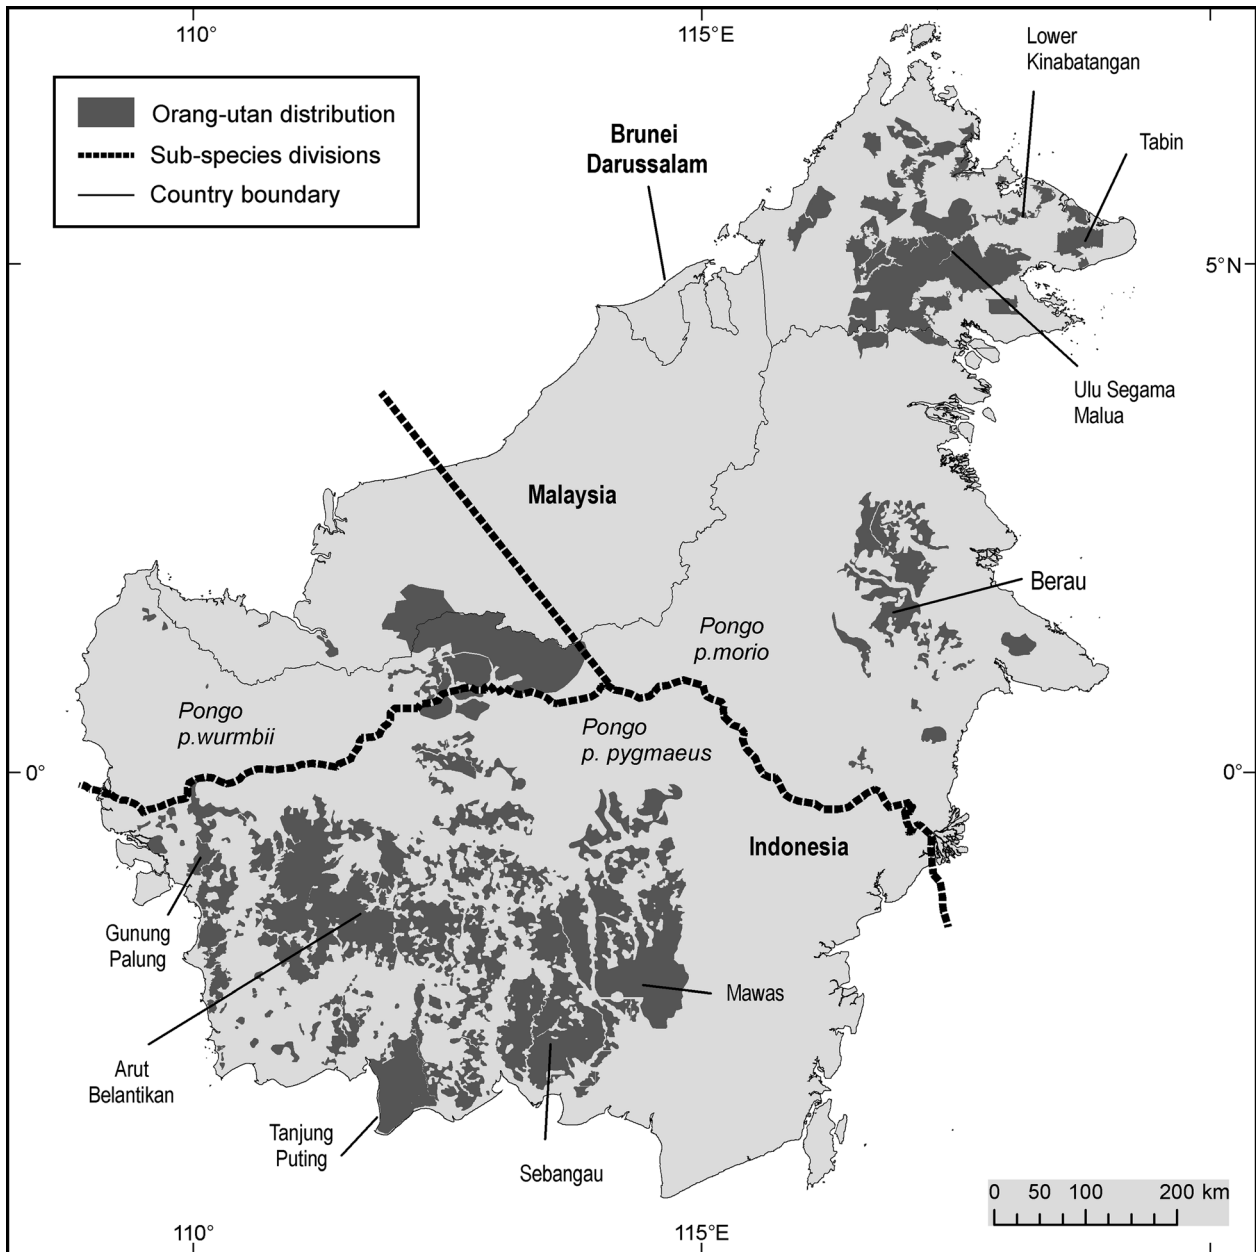 110°
115°E
Lower
Kinabatangan
Orang-utan distribution
Sub-species divisions
Country boundary
Brunei
Darussalam
Tabin
5°N
Ulu Segama
Malua
Malaysia
Berau
Pongo
p.morio
Pongo
p.wurmbii
Pongo
p. pygmaeus
0°
0°
Indonesia
Gunung
Palung
Mawas
Arut
Belantikan
Tanjung
Puting
Sebangau
0 50 100 200 km
110°
115°E